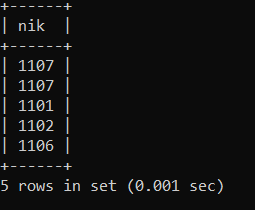 +------+
| nik  |
+------+
| 1107 |
| 1107 |
| 1101 |
| 1102 |
| 1106 |
+------+
5 rows in set (0.001 sec)